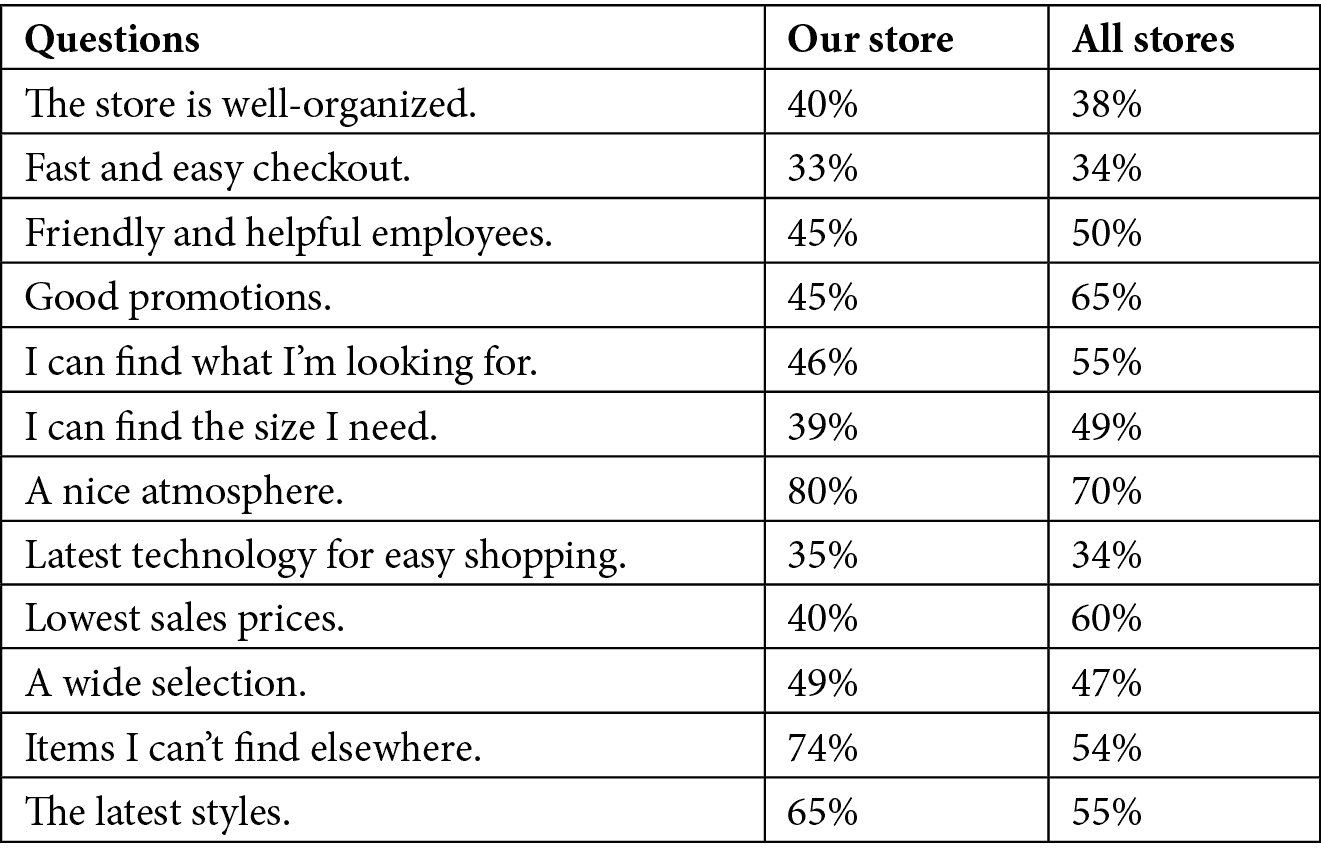 Questions Our store All stores
The store is well-organized. 40% 38%
Fast and easy checkout. 33% 34%
Friendly and helpful employees. 45% 50%
Good promotions. 45% 65%
I can find what I’m looking for. 46% 55%
I can find the size I need. 39% 49%
A nice atmosphere. 80% 70%
Latest technology for easy shopping. 35% 34%
Lowest sales prices. 40% 60%
A wide selection. 49% 47%
Items I can’t find elsewhere. 74% 54%
The latest styles. 65% 55%